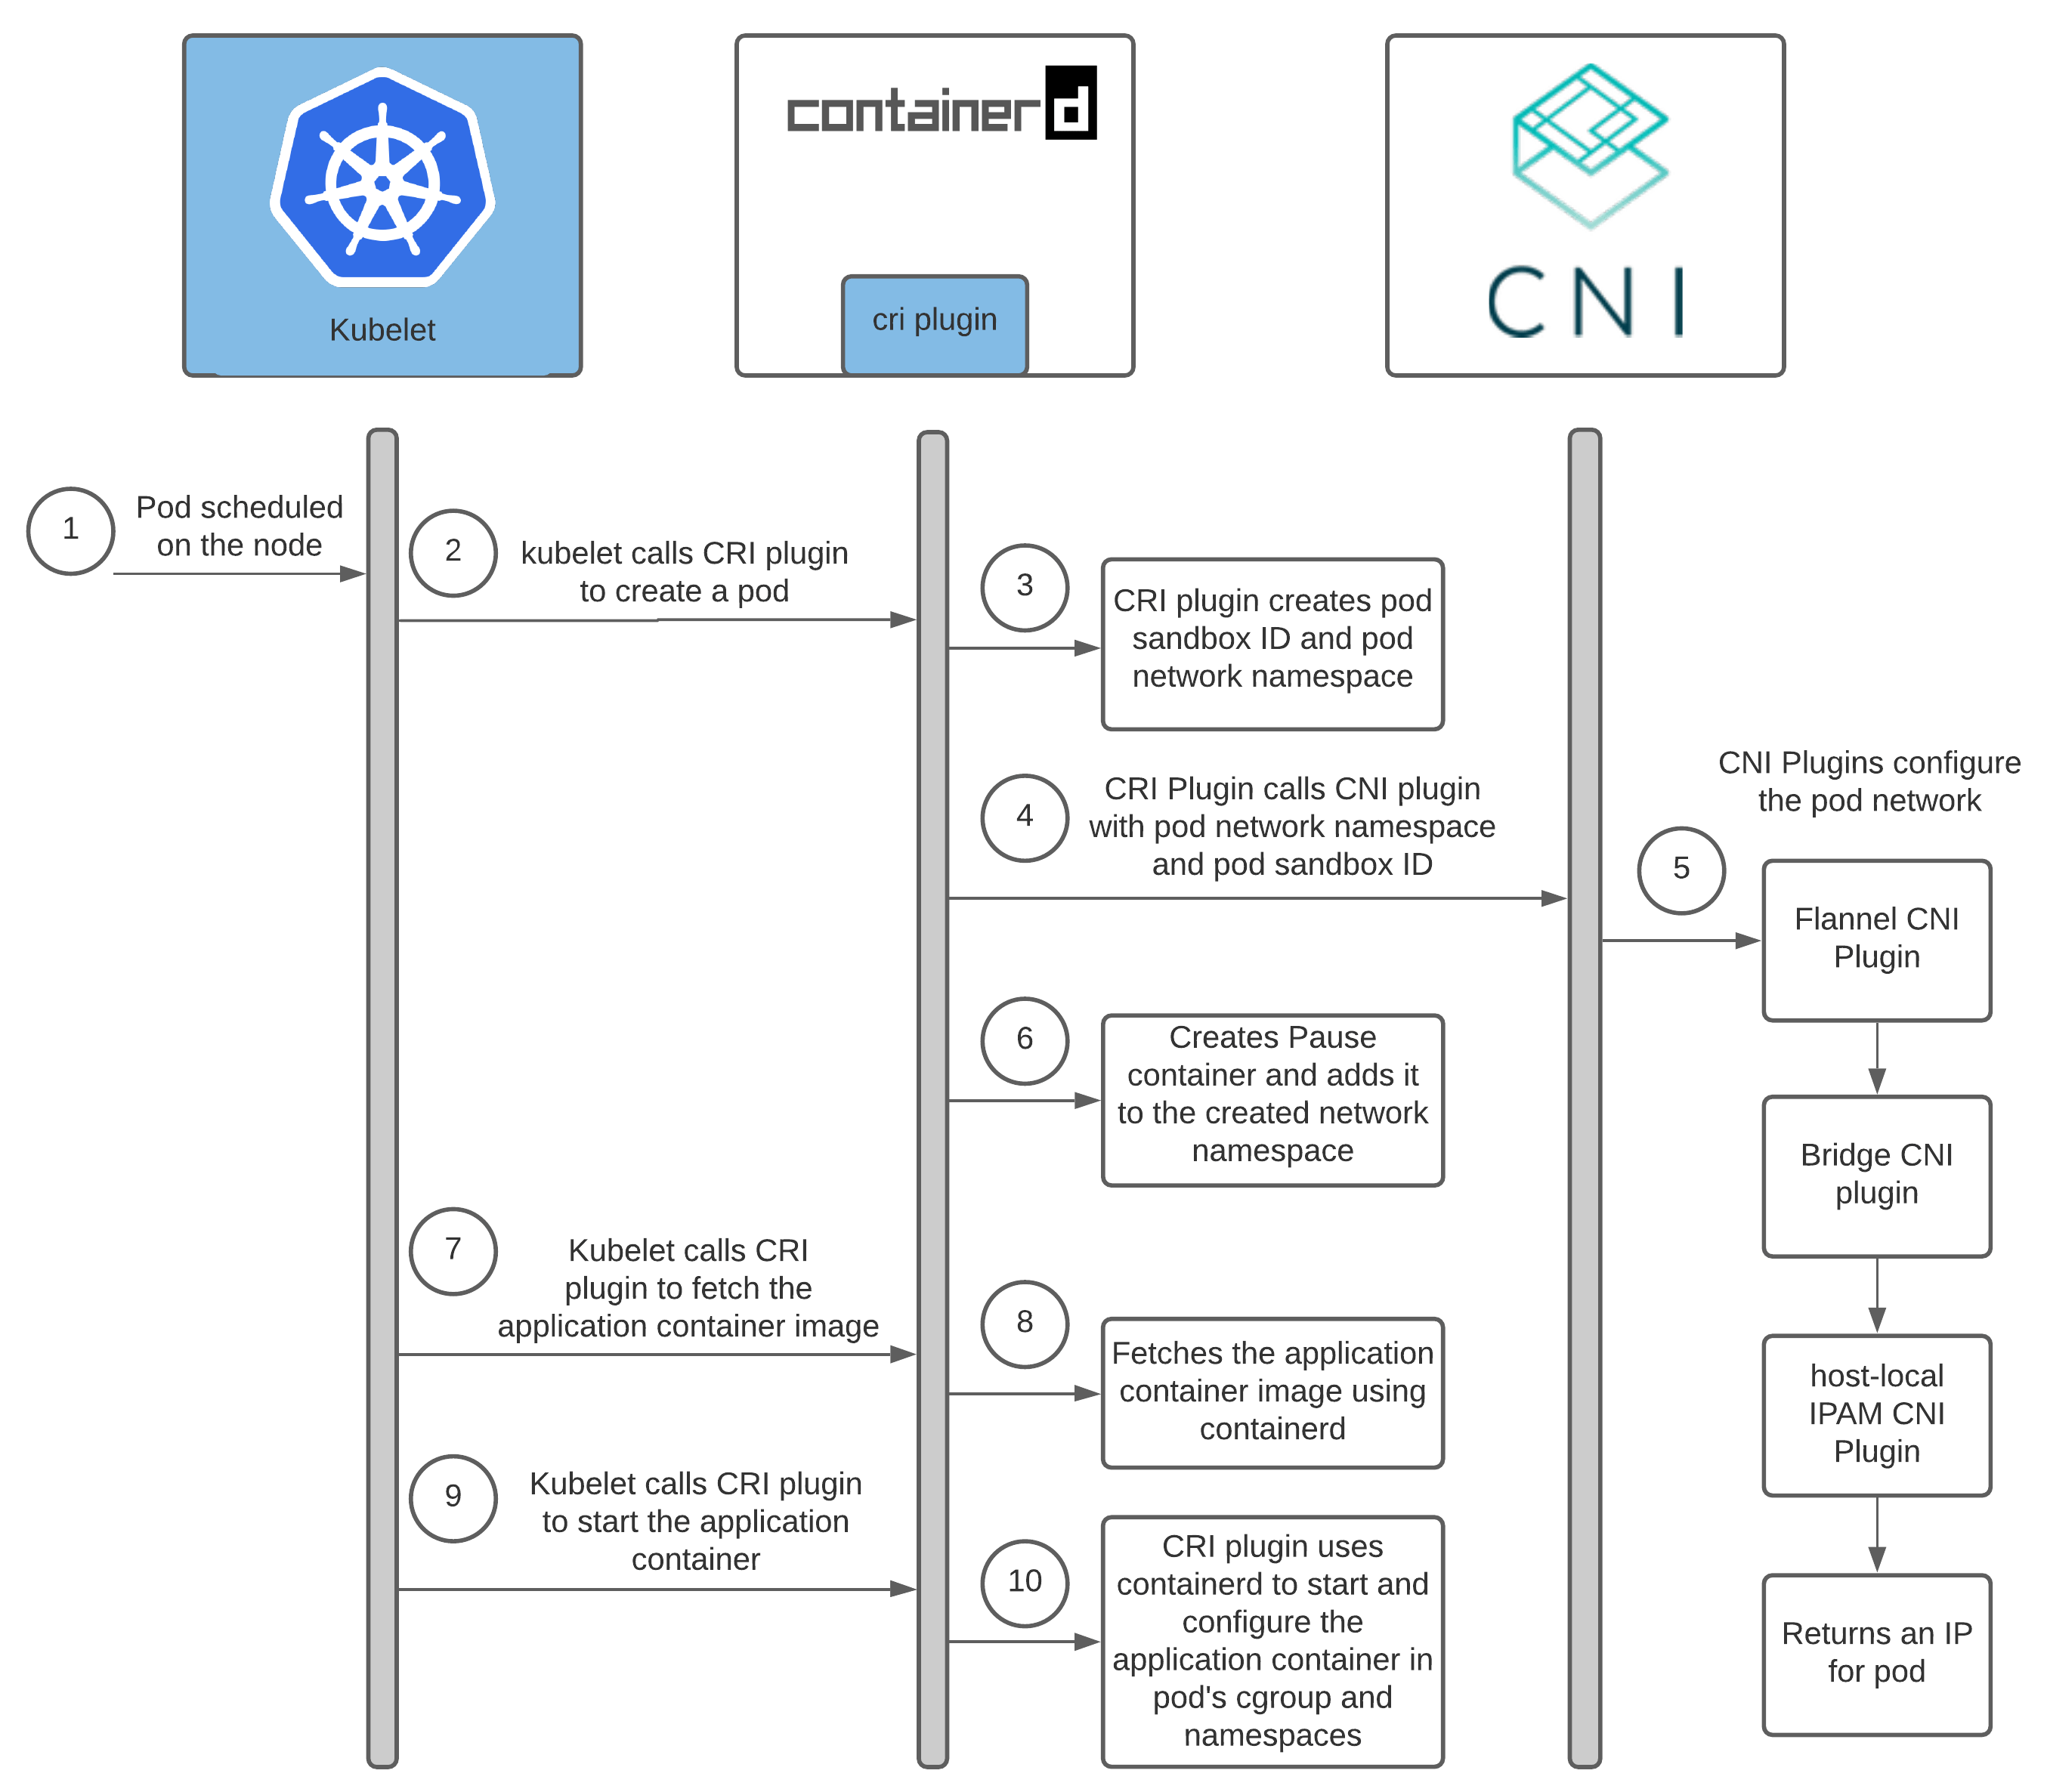 containerd
CNI
Kubelet
cri plugin
1
Pod scheduled
on the node
2
kubelet calls CRI plugin
to create a pod
3
CRI plugin creates pod
sandbox ID and pod
network namespace
4
CRI Plugin calls CNI plugin
with pod network namespace
and pod sandbox ID
CNI Plugins configure
the pod network
5
Flannel CNI
Plugin
Bridge CNI
plugin
host-local
IPAM CNI
Plugin
Returns an IP
for pod
6
Creates Pause
container and adds it
to the created network
namespace
7
Kubelet calls CRI
plugin to fetch the
application container image
8
Fetches the application
container image using
containerd
9
Kubelet calls CRI plugin
to start the application
container
10
CRI plugin uses
containerd to start and
configure the
application container in
pod's cgroup and
namespaces